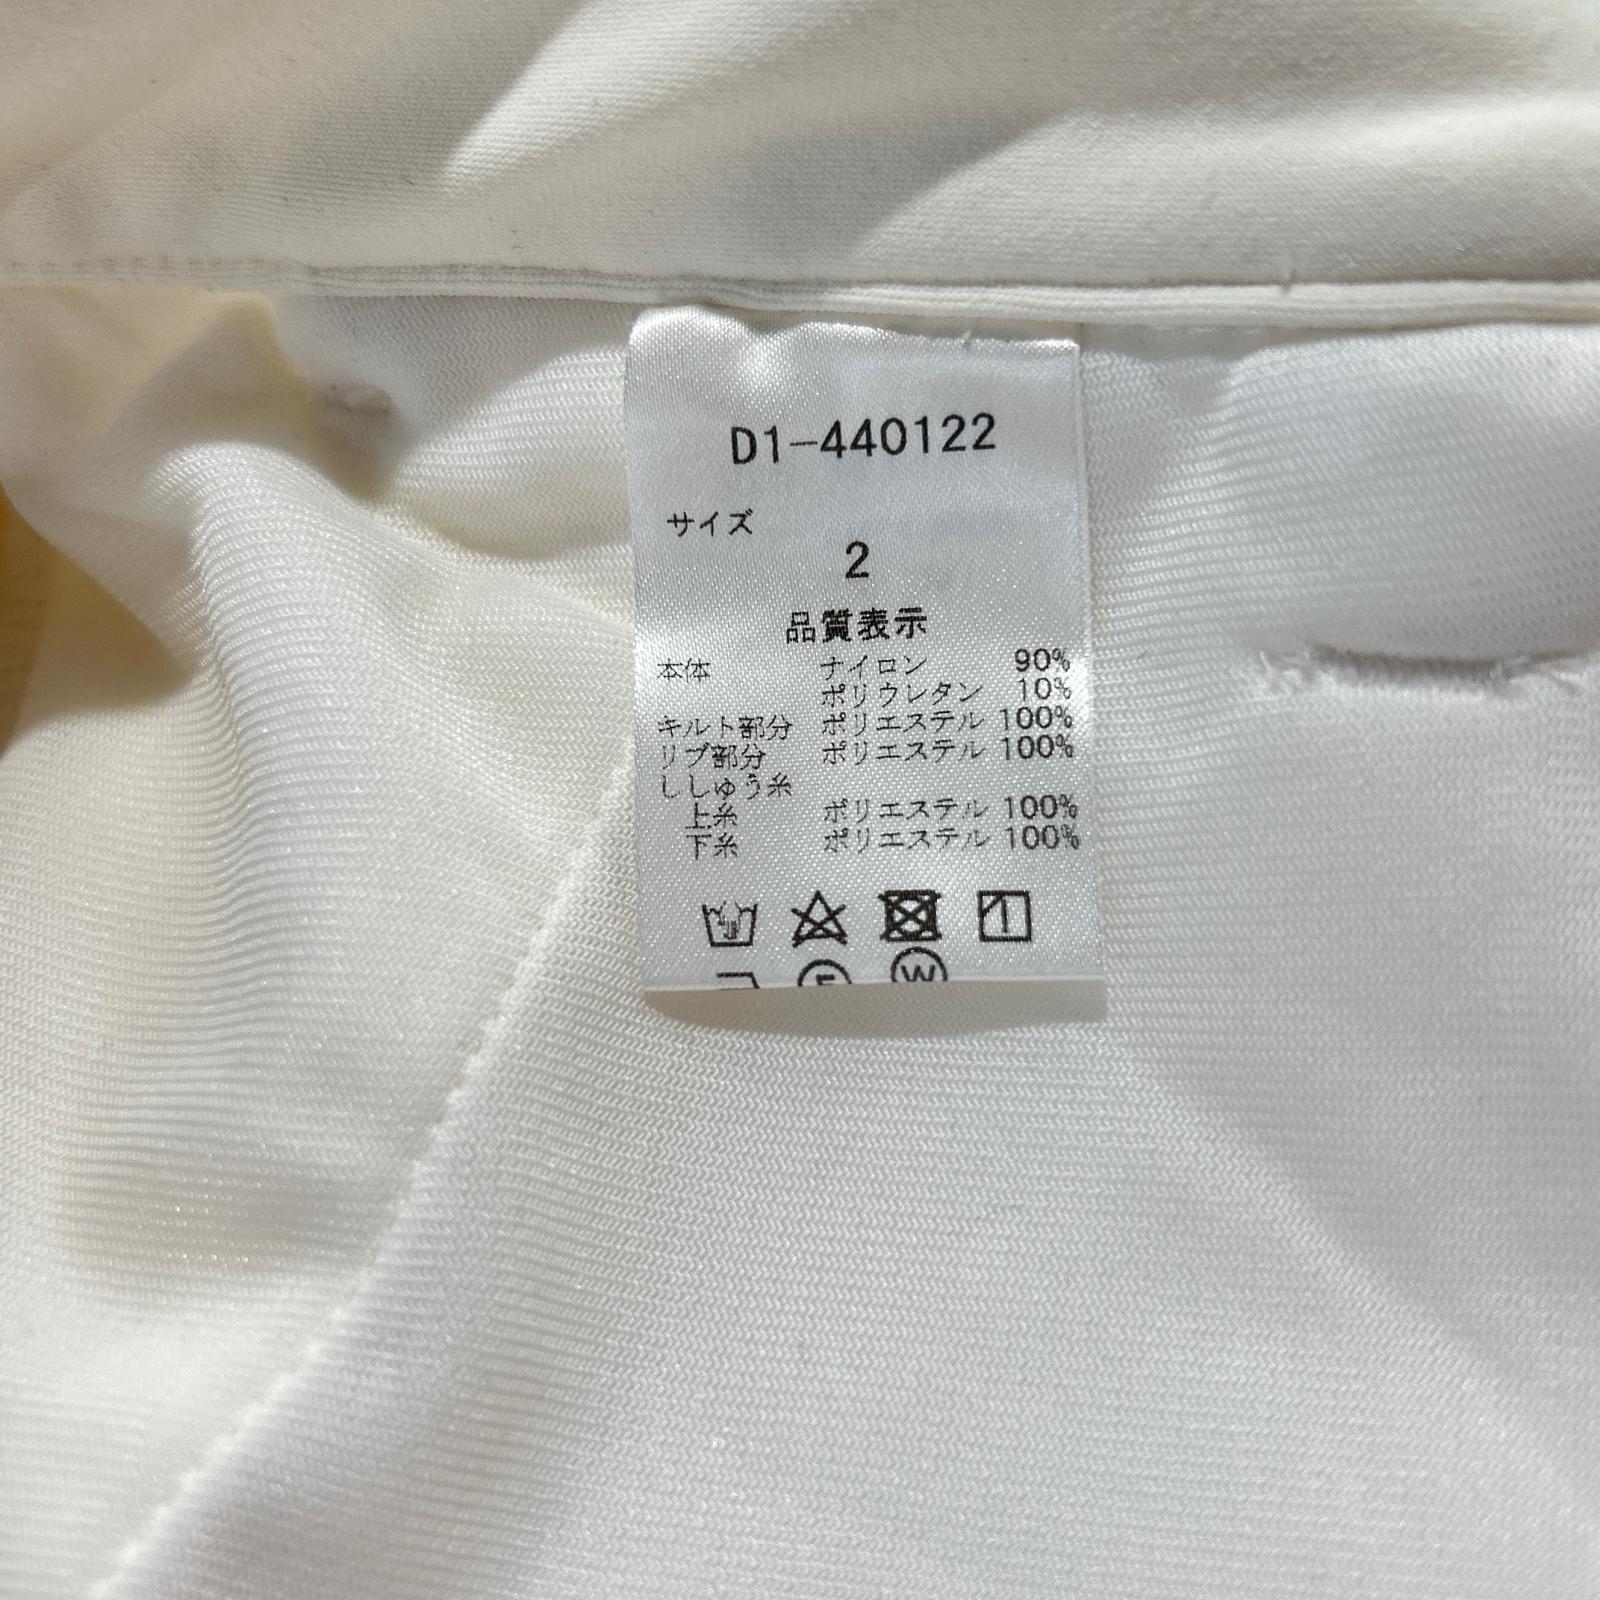 D1-440122
サイズ
2
品質表示
本体 ナイロン 90%
ポリウレタン 10%
キルト部分 ポリエステル 100%
リブ部分 ポリエステル 100%
ししゅう糸
上糸 ポリエステル 100%
下糸 ポリエステル 100%
F W